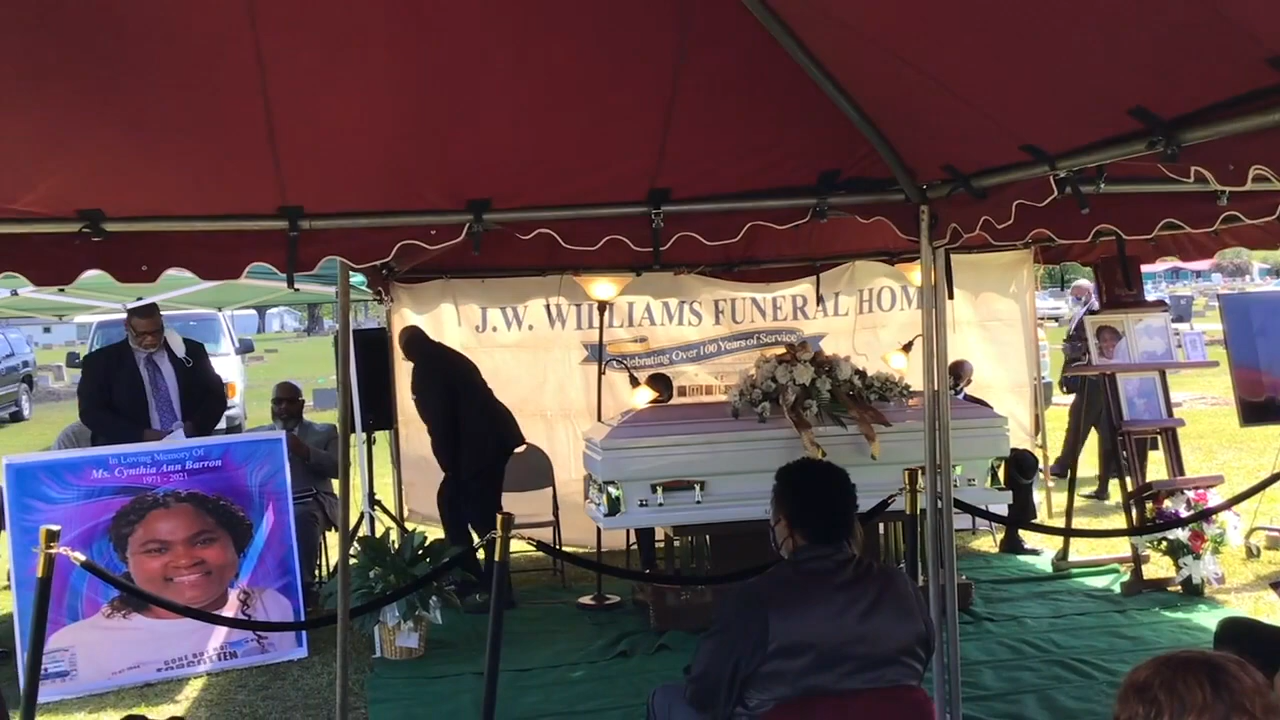 J.W. WILLIAMS FUNERAL HOM
Celebrating Over 100 Years of Service
In Loving Memory Of
Ms. Cynthia Ann Barron
1971 - 2021
GONE BUT NOT
FORGOTTEN